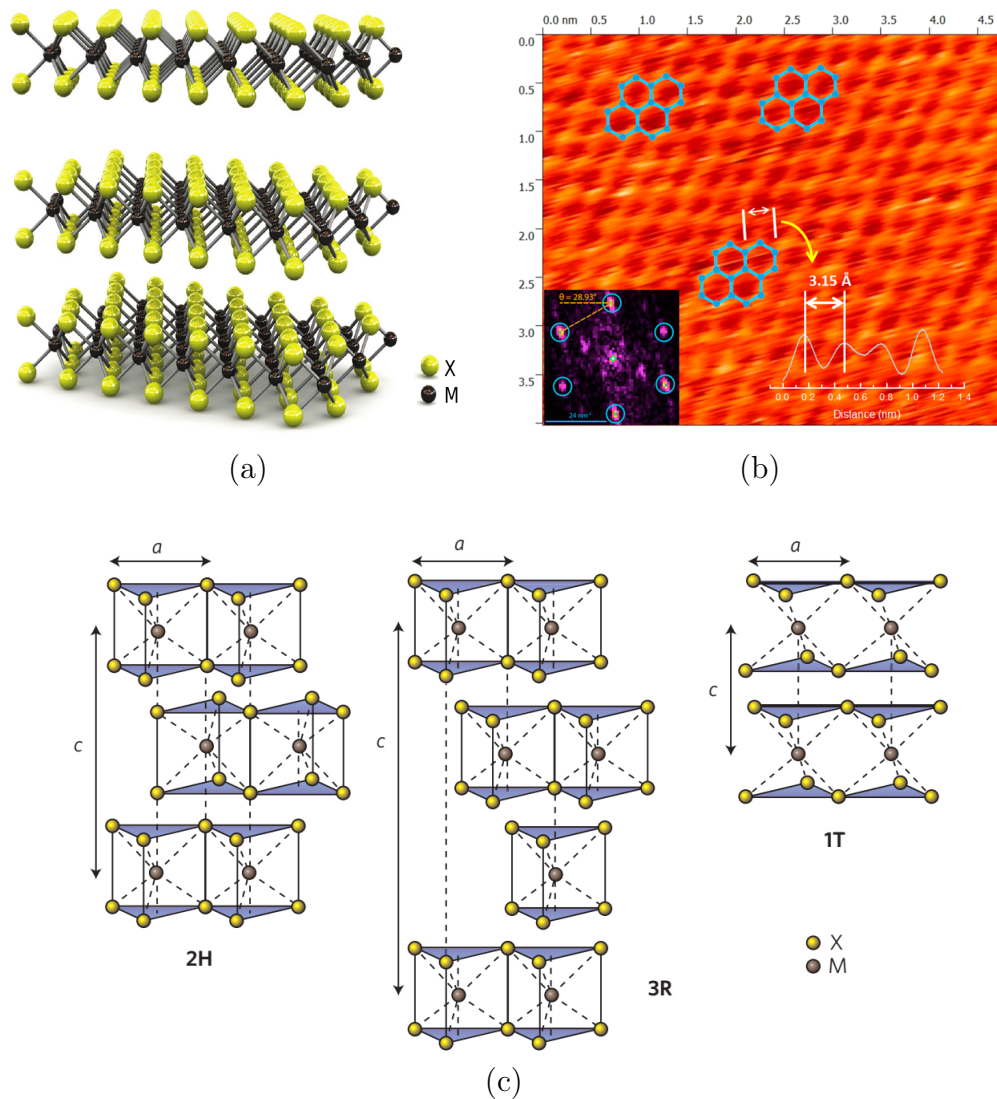 X
M
(a)
0.0 nm 0.5 1.0 1.5 2.0 2.5 3.0 3.5 4.0 4.5
0.0
0.5
1.0
1.5
2.0
2.5
3.0
3.5
3.15 Å
θ = 28.93°
24 nm⁻¹
0.0 0.2 0.4 0.6 0.8 1.0 1.2 1.4
Distance (nm)
(b)
a
c
2H
a
c
3R
a
c
1T
X
M
(c)